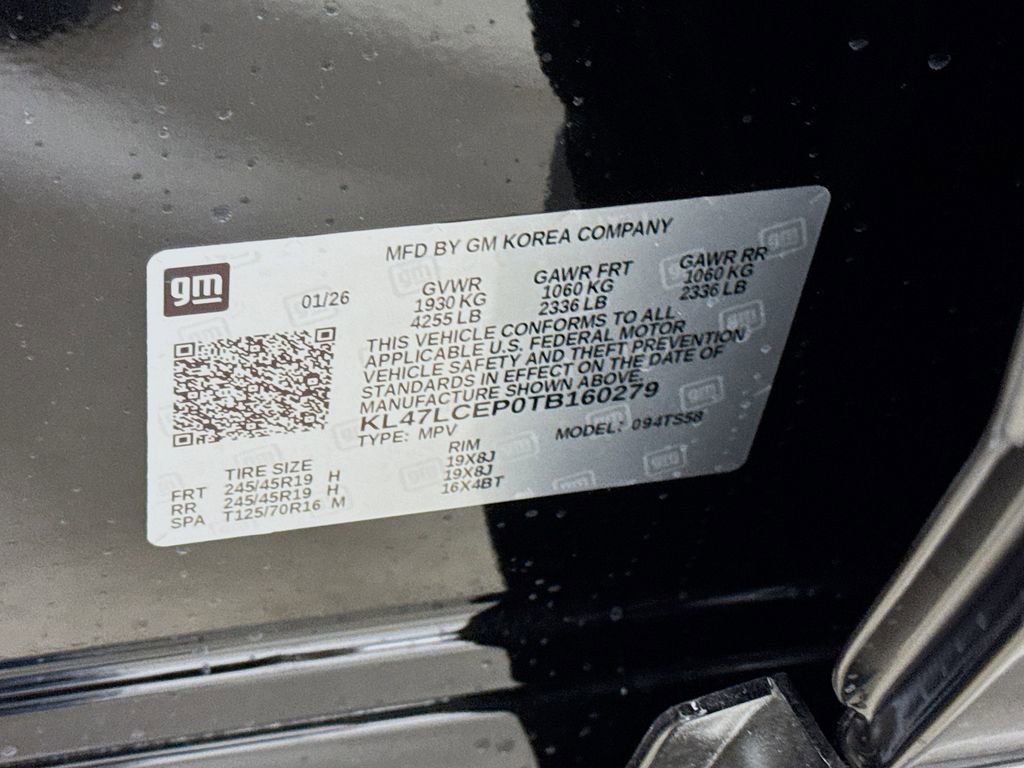 MFD BY GM KOREA COMPANY
gm
01/26
GVWR GAWR FRT GAWR RR
1930 KG 1060 KG 1060 KG
4255 LB 2336 LB 2336 LB
THIS VEHICLE CONFORMS TO ALL
APPLICABLE U.S. FEDERAL MOTOR
VEHICLE SAFETY AND THEFT PREVENTION
STANDARDS IN EFFECT ON THE DATE OF
MANUFACTURE SHOWN ABOVE.
KL47LCEP0TB160279
TYPE: MPV MODEL: 094TS58
TIRE SIZE RIM
FRT 245/45R19 H 19X8J
RR 245/45R19 H 19X8J
SPA T125/70R16 M 16X4BT